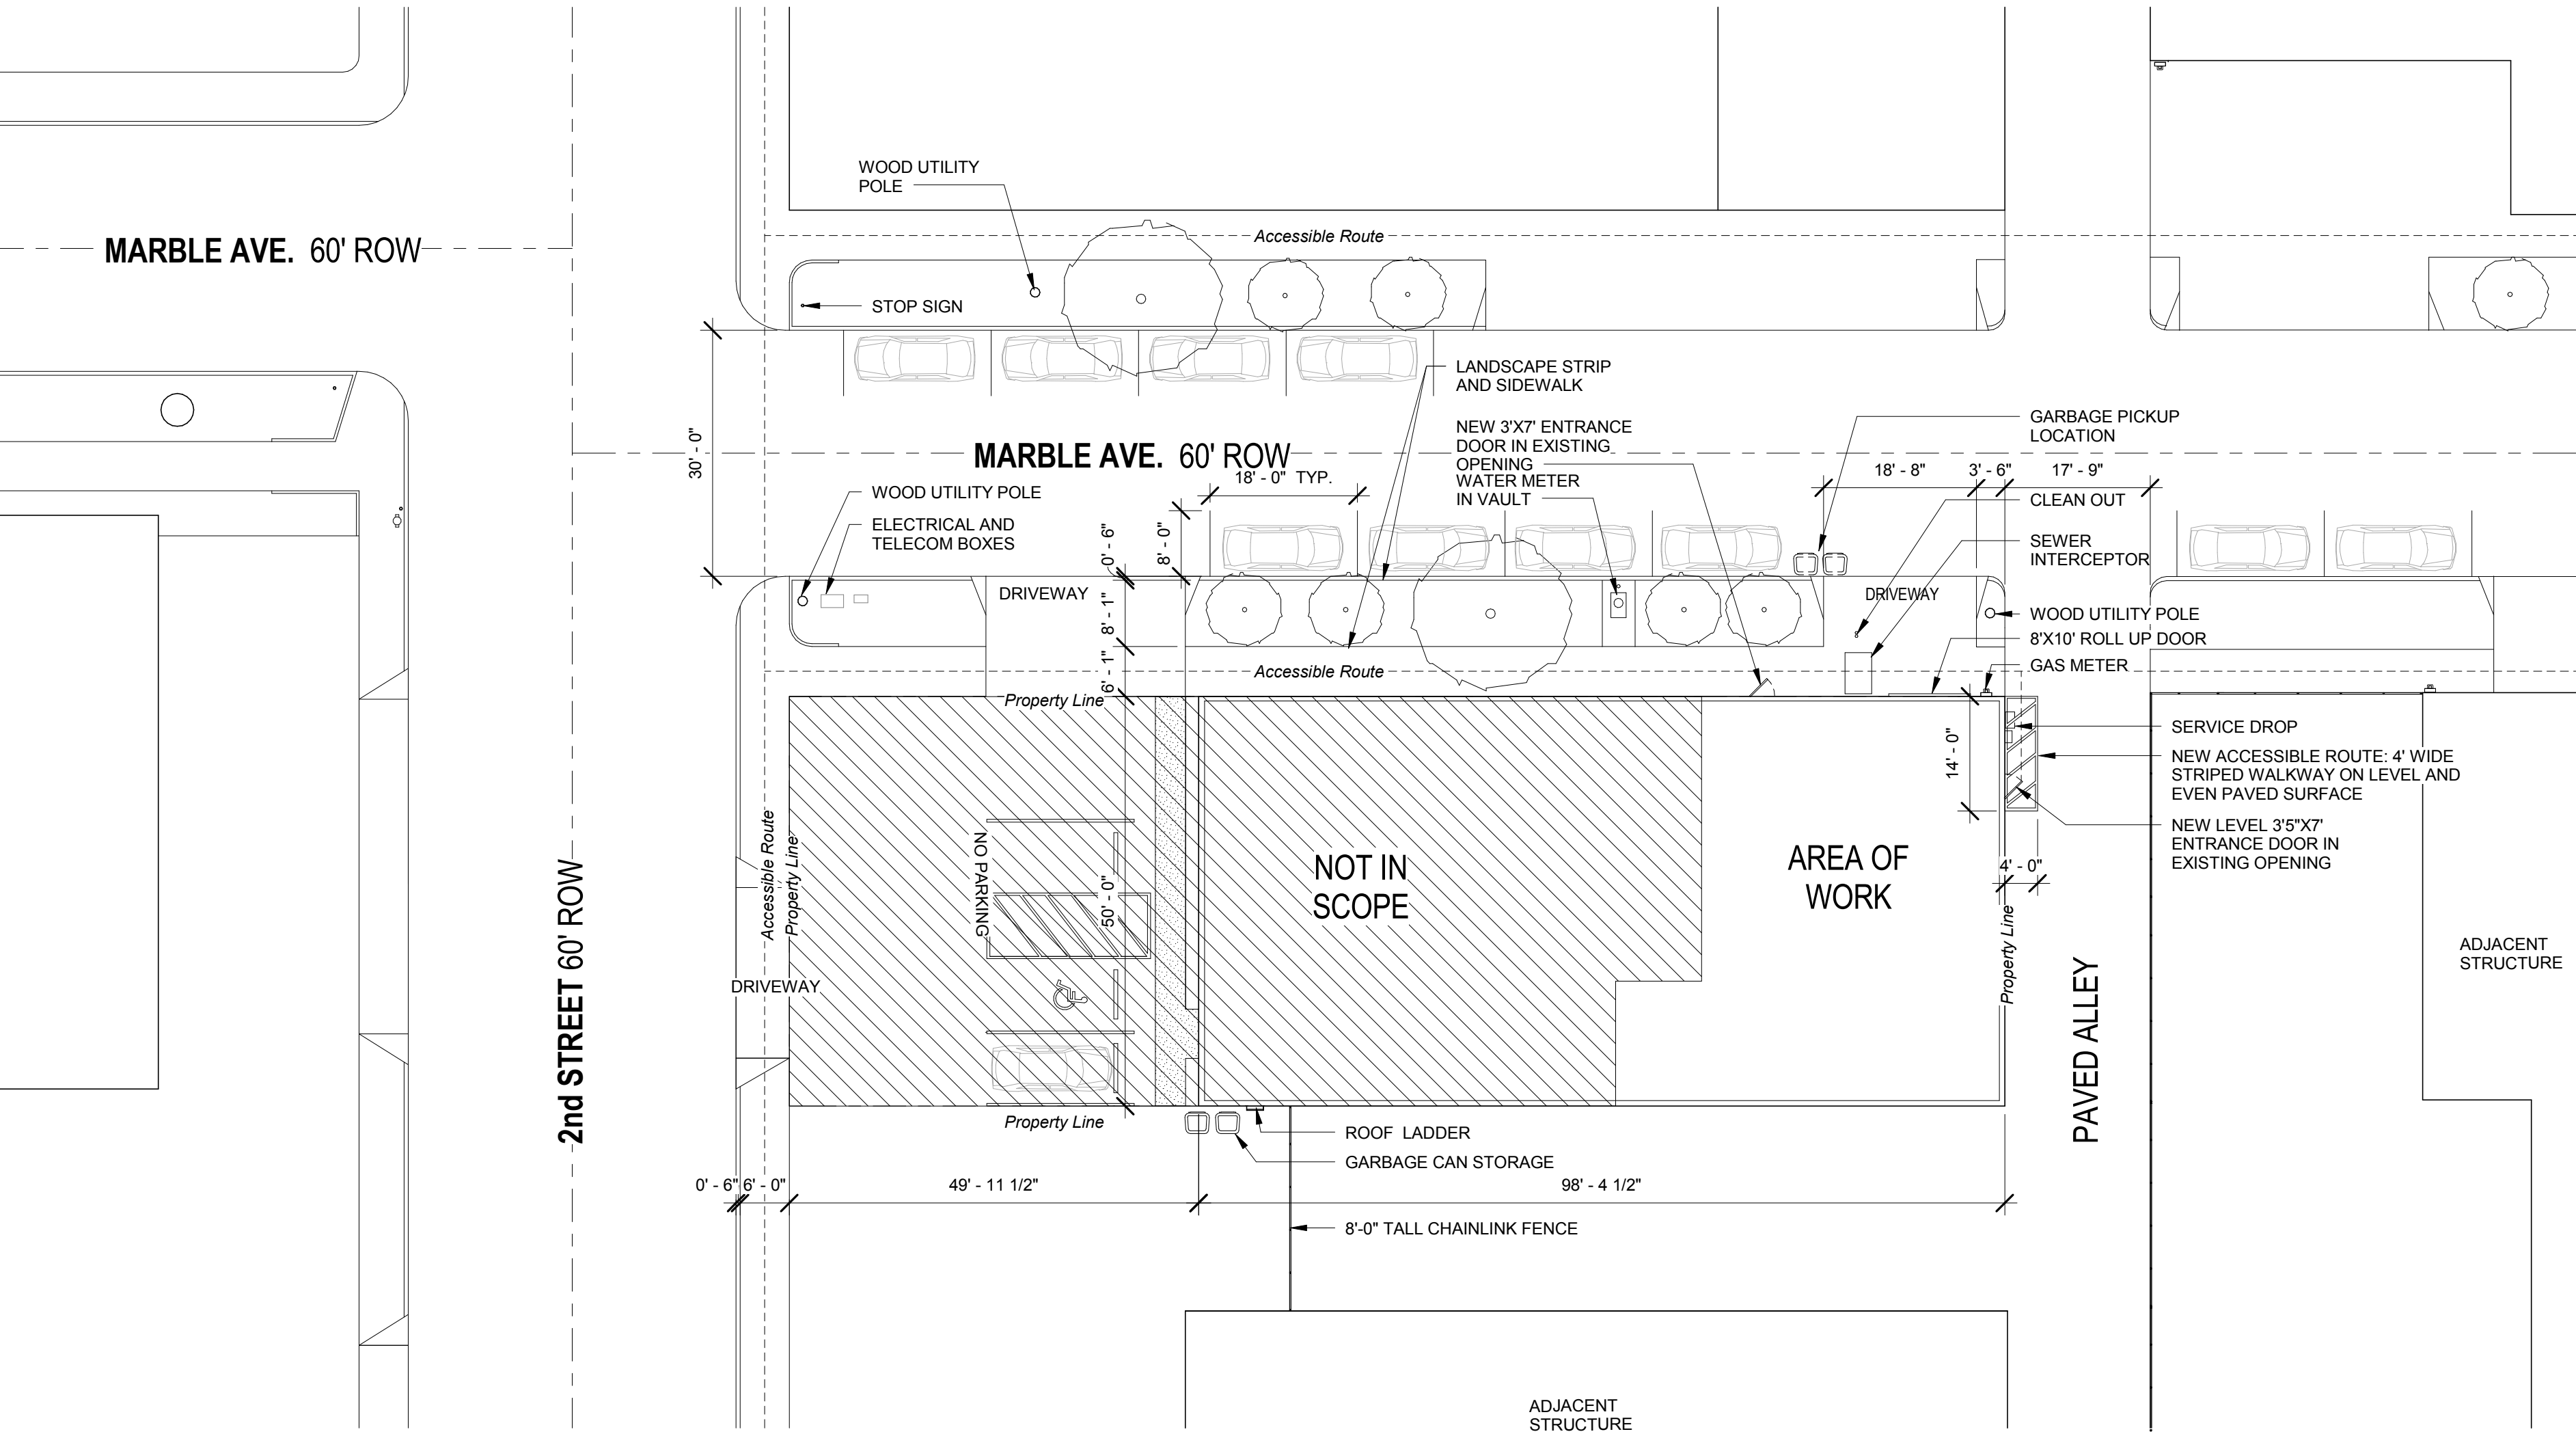 WOOD UTILITY
POLE
MARBLE AVE. 60' ROW
Accessible Route
STOP SIGN
LANDSCAPE STRIP
AND SIDEWALK
NEW 3'X7' ENTRANCE
DOOR IN EXISTING
OPENING
WATER METER
IN VAULT
GARBAGE PICKUP
LOCATION
30' - 0"
MARBLE AVE. 60' ROW
18' - 0" TYP.
18' - 8"
3' - 6"
17' - 9"
WOOD UTILITY POLE
ELECTRICAL AND
TELECOM BOXES
CLEAN OUT
SEWER
INTERCEPTOR
0' - 6"
8' - 0"
DRIVEWAY
8' - 1"
DRIVEWAY
WOOD UTILITY POLE
8'X10' ROLL UP DOOR
GAS METER
6' - 1"
Accessible Route
Property Line
14' - 0"
SERVICE DROP
NEW ACCESSIBLE ROUTE: 4' WIDE
STRIPED WALKWAY ON LEVEL AND
EVEN PAVED SURFACE
NEW LEVEL 3'5"X7'
ENTRANCE DOOR IN
EXISTING OPENING
Accessible Route
Property Line
NO PARKING
50' - 0"
NOT IN
SCOPE
AREA OF
WORK
4' - 0"
Property Line
2nd STREET 60' ROW
DRIVEWAY
PAVED ALLEY
ADJACENT
STRUCTURE
Property Line
ROOF LADDER
GARBAGE CAN STORAGE
0' - 6"
6' - 0"
49' - 11 1/2"
98' - 4 1/2"
8'-0" TALL CHAINLINK FENCE
ADJACENT
STRUCTURE